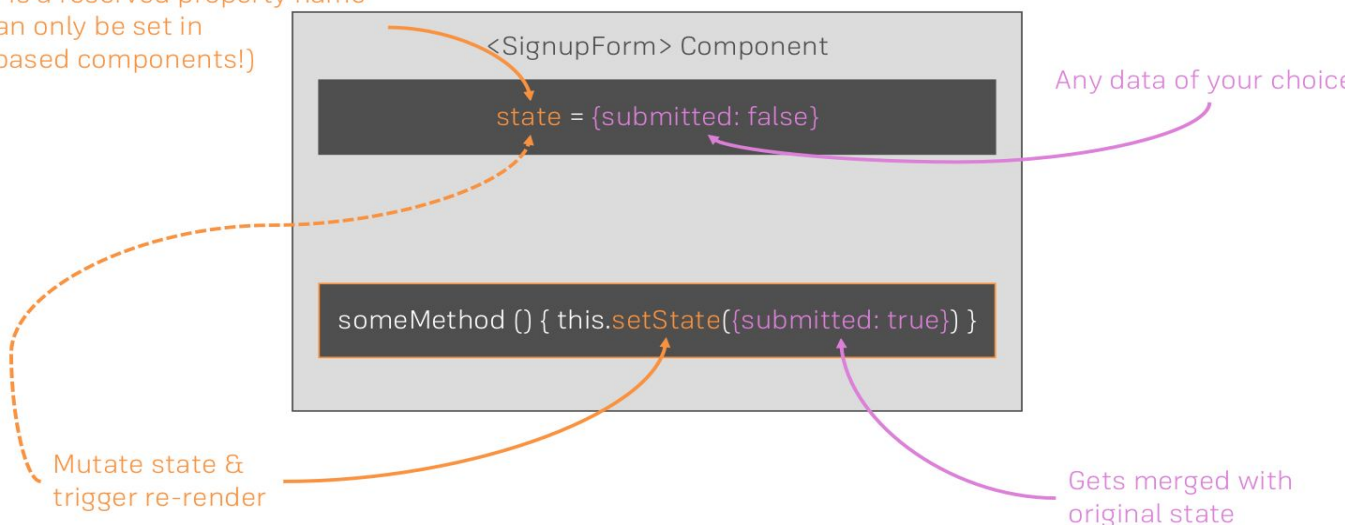 is a reserved property name
an only be set in
based components!)
<SignupForm> Component
state = {submitted: false}
Any data of your choice
someMethod () { this.setState({submitted: true}) }
Mutate state &
trigger re-render
Gets merged with
original state